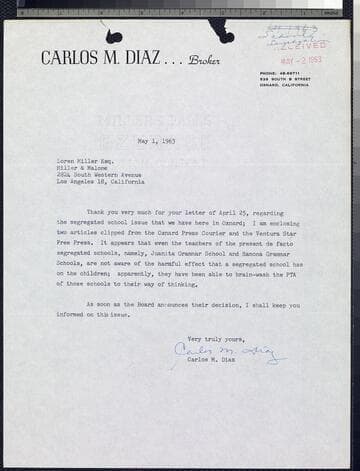 CARLOS M. DIAZ . . . Broker
RECEIVED
MAY -2 1963
PHONE: 48-69711
OXNARD, CALIFORNIA
May 1, 1963
Loren Miller Esq.
Miller & Malone
2824 South Western Avenue
Los Angeles 18, California
Thank you very much for your letter of April 25, regarding
the segregated school issue that we have here in Oxnard; I am enclosing
two articles clipped from the Oxnard Press Courier and the Ventura Star
Free Press. It appears that even the teachers of the present de facto
segregated schools, namely, Juanita Grammar School and Ramona Grammar
Schools, are not aware of the harmful effect that a segregated school has
on the children; apparently, they have been able to brain-wash the PTA
of those schools to their way of thinking.
As soon as the Board announces their decision, I shall keep you
informed on this issue.
Very truly yours,
Carlos M. Diaz
Carlos M. Diaz